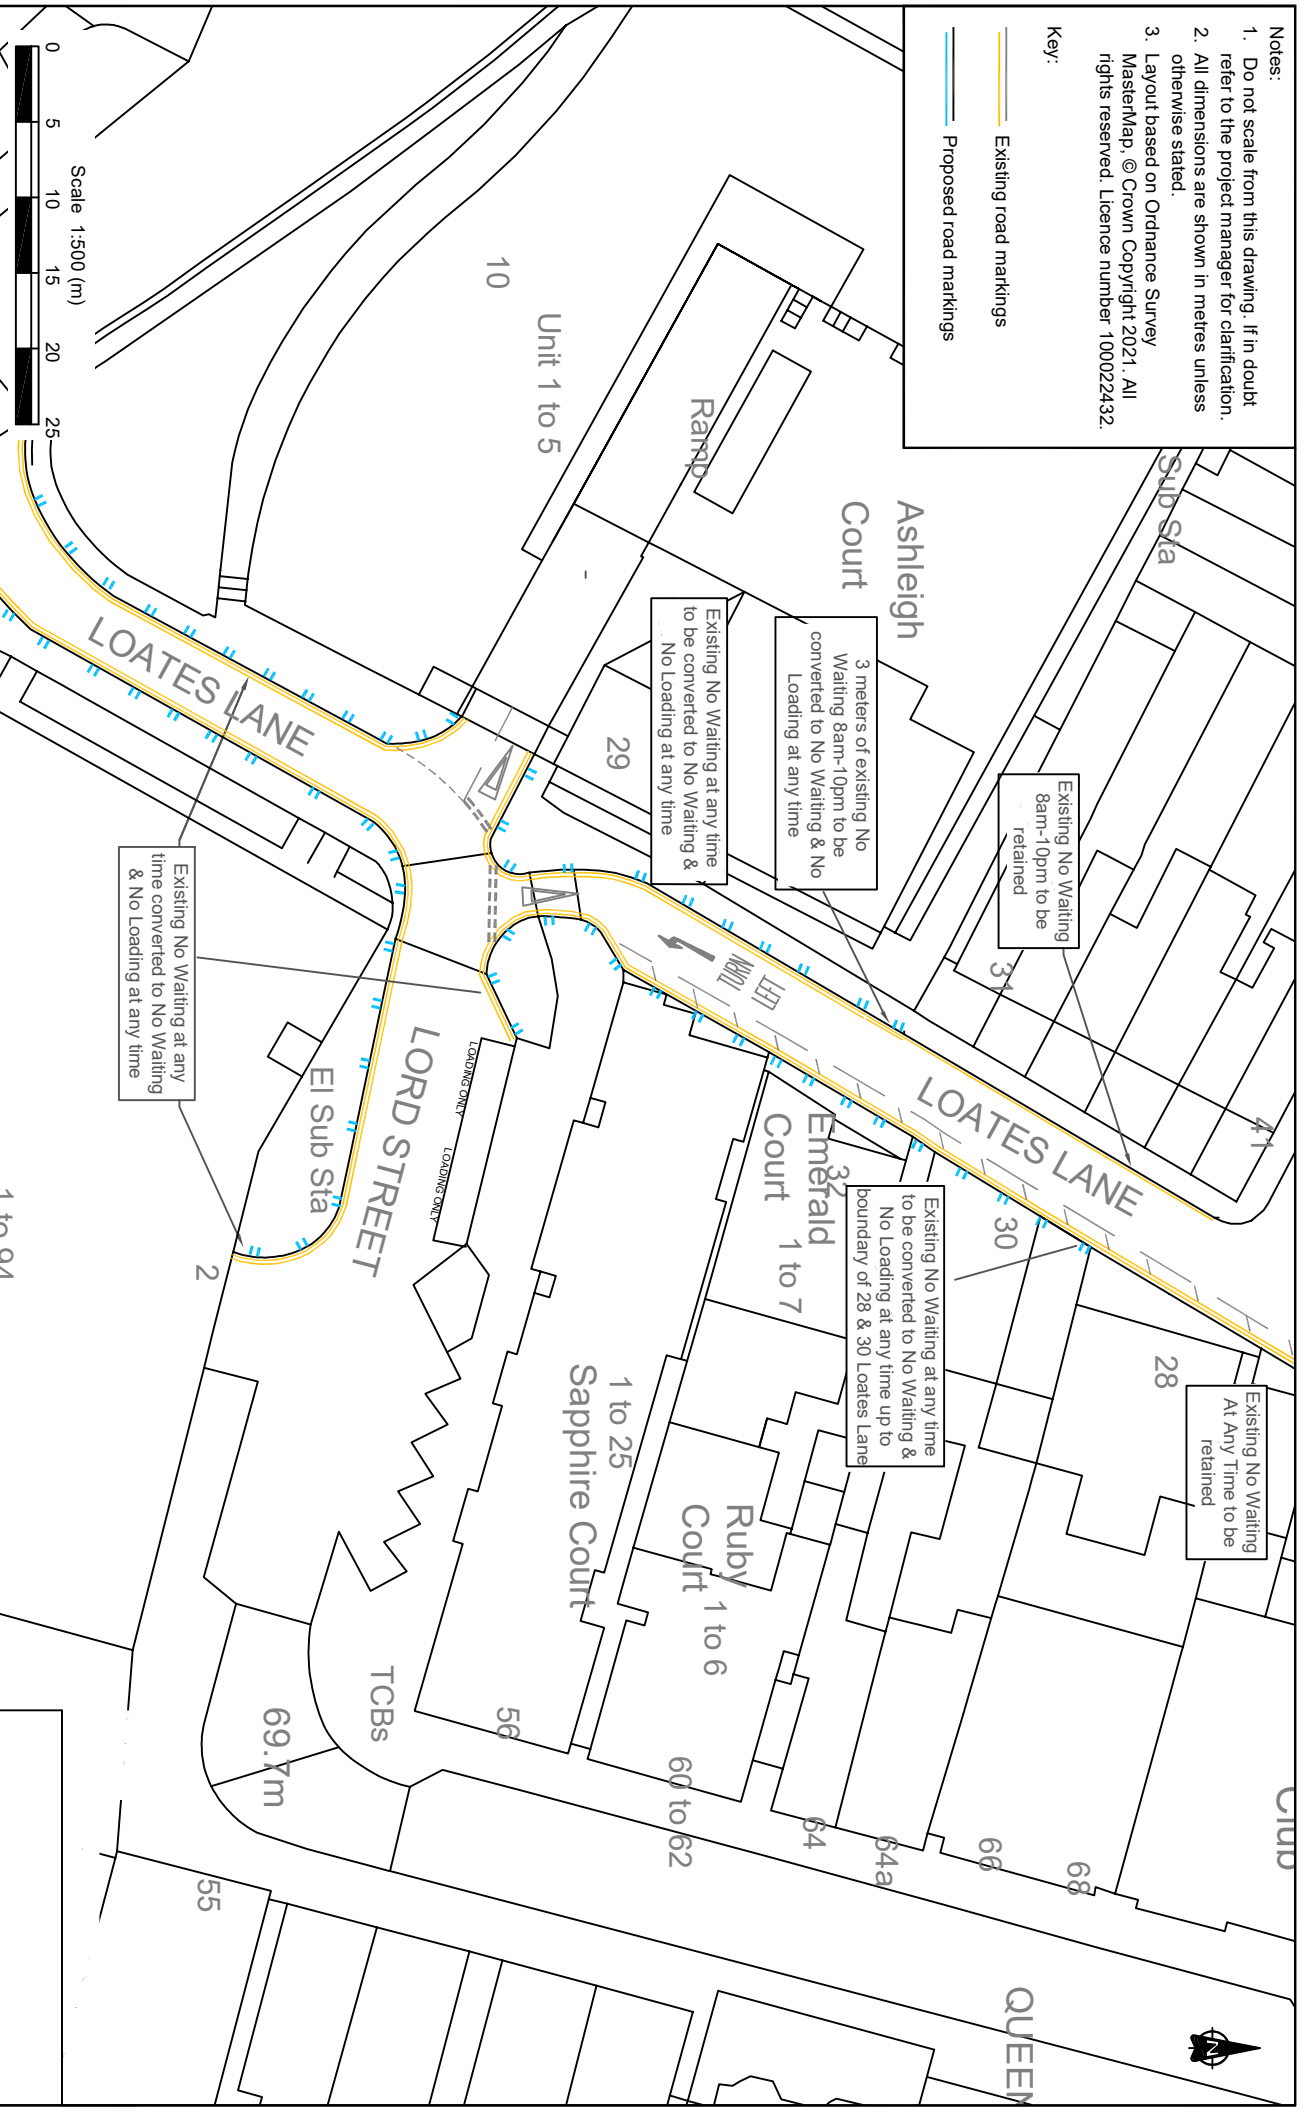 Notes:
1. Do not scale from this drawing. If in doubt
refer to the project manager for clarification.
2. All dimensions are shown in metres unless
otherwise stated.
3. Layout based on Ordnance Survey
MasterMap, © Crown Copyright 2021. All
rights reserved. Licence number 100022432.
Key:
Existing road markings
Proposed road markings
Sub Sta
Ashleigh
Court
Ramp
Unit 1 to 5
10
-
29
31
41
Existing No Waiting
8am-10pm to be
retained
3 meters of existing No
Waiting 8am-10pm to be
converted to No Waiting & No
Loading at any time
Existing No Waiting at any time
to be converted to No Waiting &
No Loading at any time
TURN
LEFT
LOATES LANE
LOATES LANE
Existing No Waiting at any
time converted to No Waiting
& No Loading at any time
LORD STREET
LOADING ONLY
LOADING ONLY
El Sub Sta
2
Emerald
Court
1 to 7
32
30
28
Existing No Waiting at any time
to be converted to No Waiting &
No Loading at any time up to
boundary of 28 & 30 Loates Lane
Existing No Waiting
At Any Time to be
retained
1 to 25
Sapphire Court
Ruby
Court
1 to 6
TCBs
69.7m
56
60 to 62
64
64a
66
68
Club
55
QUEEN
1 to 94
N
Scale 1:500 (m)
0 5 10 15 20 25